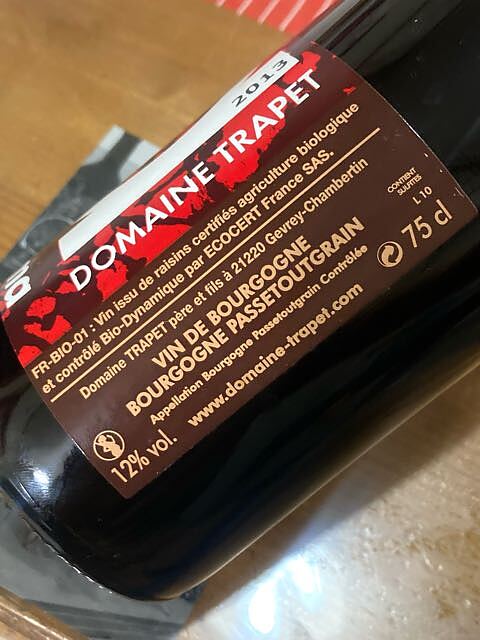 2013
DOMAINE TRAPET
FR-BIO-01 : Vin issu de raisins certifiés agriculture biologique
et contrôlé Bio-Dynamique par ECOCERT France SAS.
Domaine TRAPET père et fils à 21220 Gevrey-Chambertin
VIN DE BOURGOGNE
BOURGOGNE PASSETOUTGRAIN
Appellation Bourgogne Passetoutgrain Contrôlée
www.domaine-trapet.com
12% vol.
CONTIENT
SULFITES
L 10
75 cl